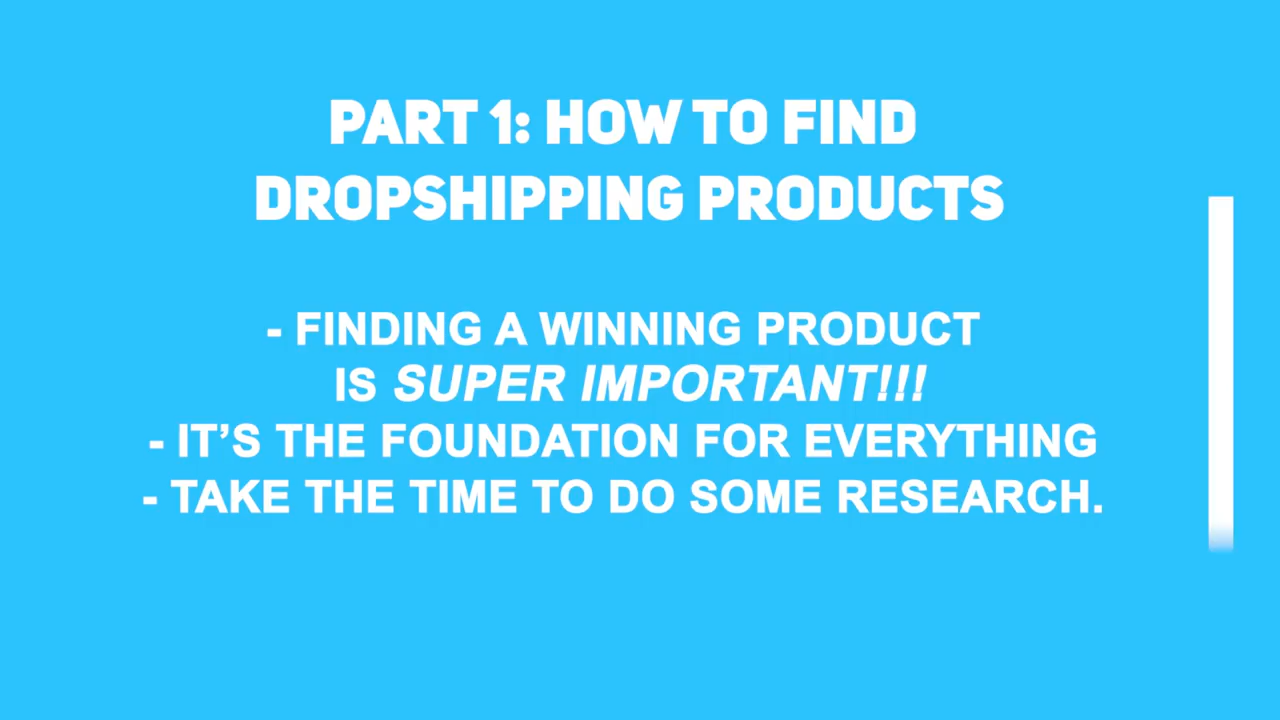 PART 1: HOW TO FIND
DROPSHIPPING PRODUCTS
- FINDING A WINNING PRODUCT
IS SUPER IMPORTANT!!!
- IT’S THE FOUNDATION FOR EVERYTHING
- TAKE THE TIME TO DO SOME RESEARCH.